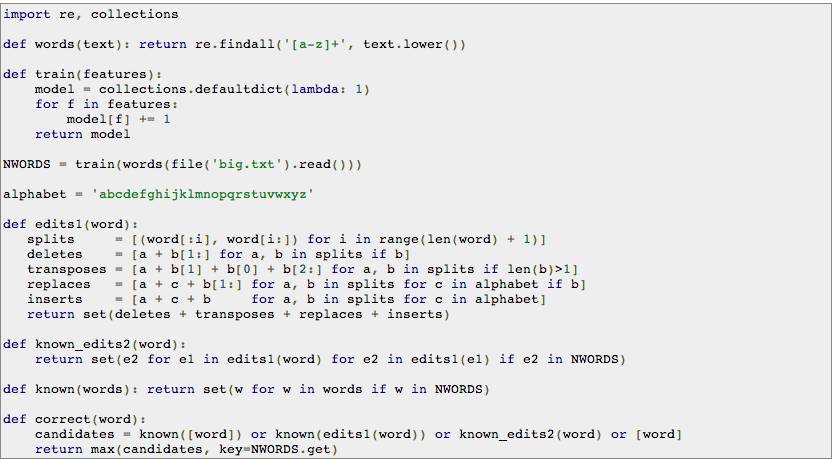 import re, collections

def words(text): return re.findall('[a-z]+', text.lower())

def train(features):
    model = collections.defaultdict(lambda: 1)
    for f in features:
        model[f] += 1
    return model

NWORDS = train(words(file('big.txt').read()))

alphabet = 'abcdefghijklmnopqrstuvwxyz'

def edits1(word):
   splits     = [(word[:i], word[i:]) for i in range(len(word) + 1)]
   deletes    = [a + b[1:] for a, b in splits if b]
   transposes = [a + b[1] + b[0] + b[2:] for a, b in splits if len(b)>1]
   replaces   = [a + c + b[1:] for a, b in splits for c in alphabet if b]
   inserts    = [a + c + b     for a, b in splits for c in alphabet]
   return set(deletes + transposes + replaces + inserts)

def known_edits2(word):
    return set(e2 for e1 in edits1(word) for e2 in edits1(e1) if e2 in NWORDS)

def known(words): return set(w for w in words if w in NWORDS)

def correct(word):
    candidates = known([word]) or known(edits1(word)) or known_edits2(word) or [word]
    return max(candidates, key=NWORDS.get)